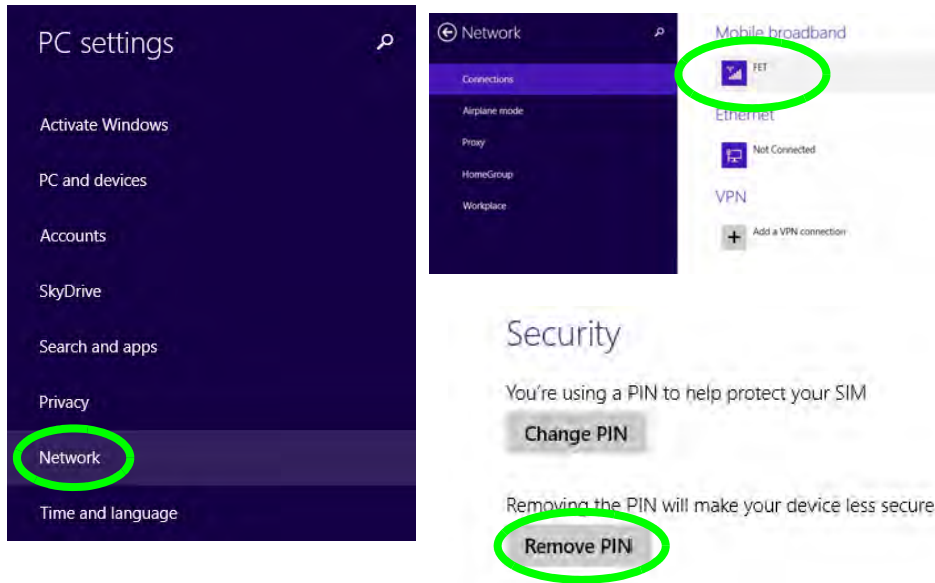 PC settings
Activate Windows
PC and devices
Accounts
SkyDrive
Search and apps
Privacy
Network
Time and language
Network
Connections
Airplane mode
Proxy
HomeGroup
Workplace
Mobile broadband
FET
Ethernet
Not Connected
VPN
Add a VPN connection
Security
You're using a PIN to help protect your SIM
Change PIN
Removing the PIN will make your device less secure
Remove PIN